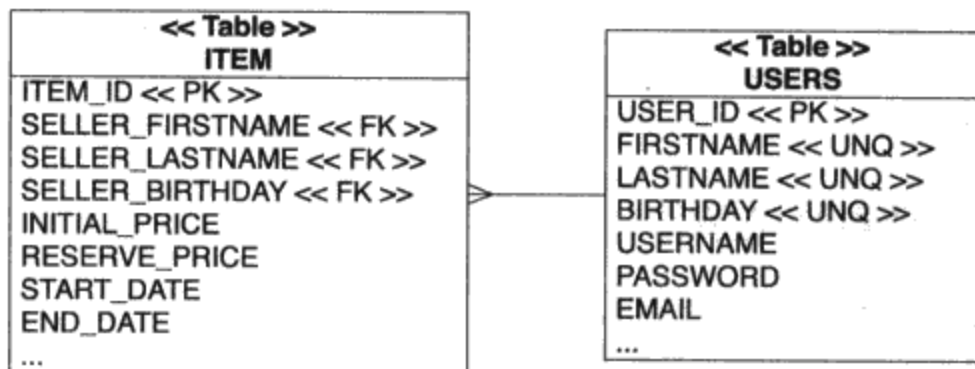 << Table >>
ITEM
ITEM_ID << PK >>
SELLER_FIRSTNAME << FK >>
SELLER_LASTNAME << FK >>
SELLER_BIRTHDAY << FK >>
INITIAL_PRICE
RESERVE_PRICE
START_DATE
END_DATE
...
<< Table >>
USERS
USER_ID << PK >>
FIRSTNAME << UNQ >>
LASTNAME << UNQ >>
BIRTHDAY << UNQ >>
USERNAME
PASSWORD
EMAIL
...